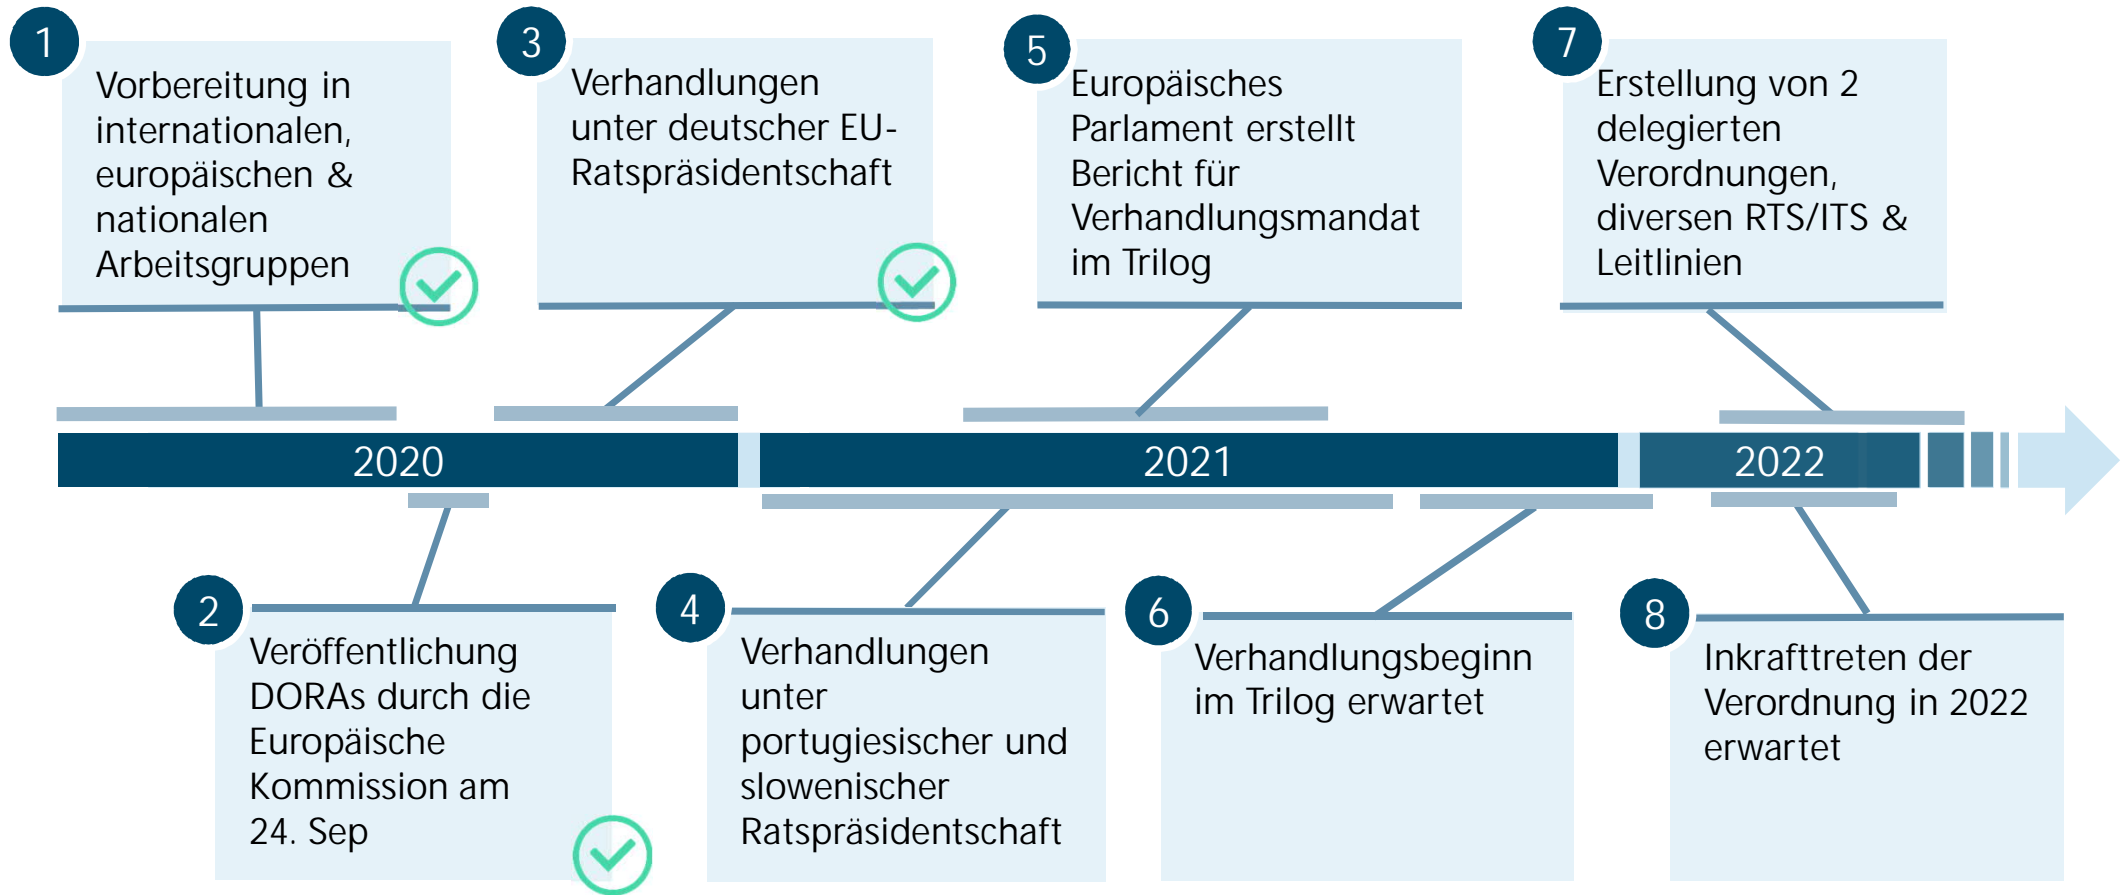 1
Vorbereitung in
internationalen,
europäischen &
nationalen
Arbeitsgruppen
3
Verhandlungen
unter deutscher EU-
Ratspräsidentschaft
5
Europäisches
Parlament erstellt
Bericht für
Verhandlungsmandat
im Trilog
7
Erstellung von 2
delegierten
Verordnungen,
diversen RTS/ITS &
Leitlinien
2020
2021
2022
2
Veröffentlichung
DORAs durch die
Europäische
Kommission am
24. Sep
4
Verhandlungen
unter
portugiesischer und
slowenischer
Ratspräsidentschaft
6
Verhandlungsbeginn
im Trilog erwartet
8
Inkrafttreten der
Verordnung in 2022
erwartet